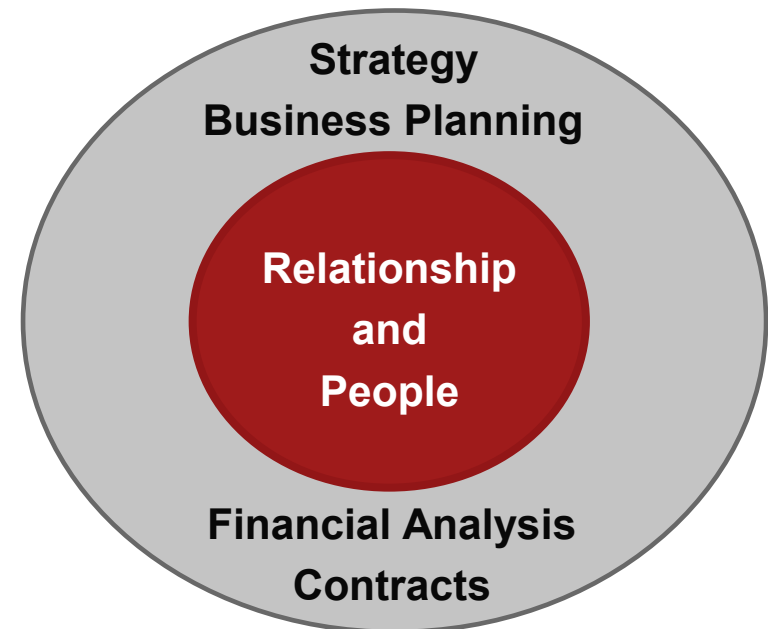 Strategy
Business Planning
Relationship
and
People
Financial Analysis
Contracts